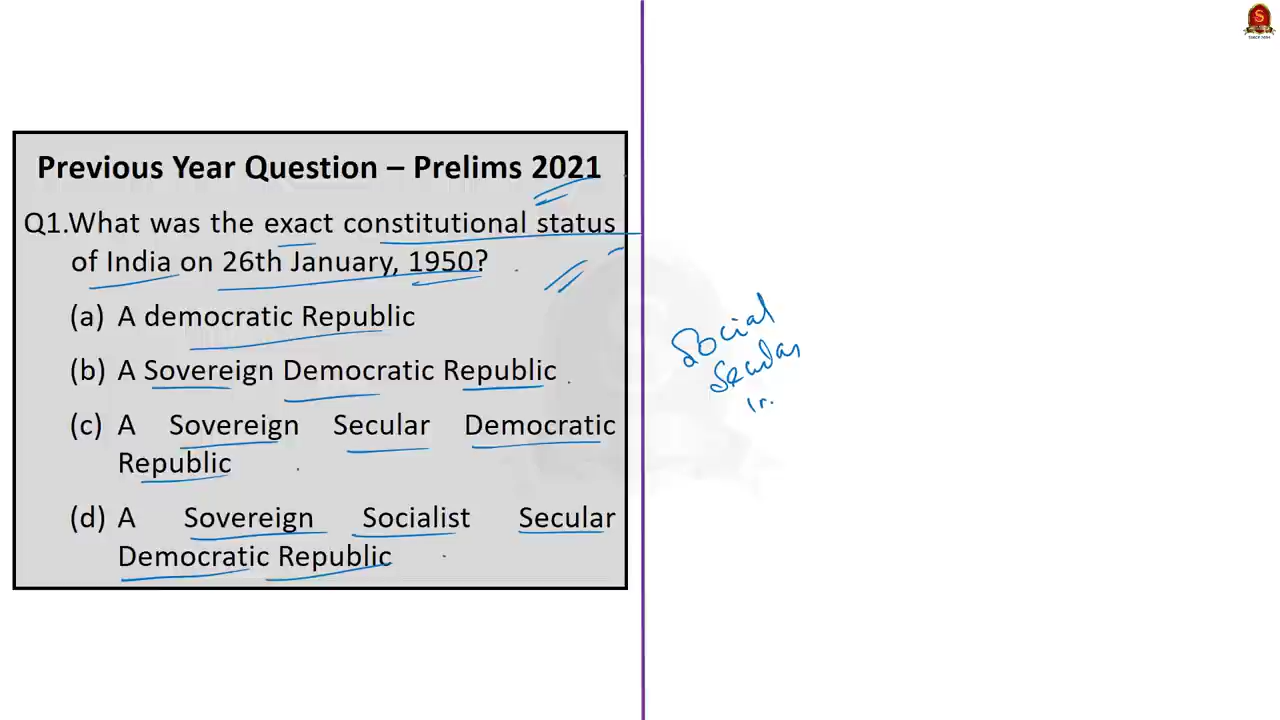 Previous Year Question – Prelims 2021
Q1.What was the exact constitutional status
of India on 26th January, 1950?
(a) A democratic Republic
(b) A Sovereign Democratic Republic
(c) A Sovereign Secular Democratic
Republic
(d) A Sovereign Socialist Secular
Democratic Republic
Social
Secular